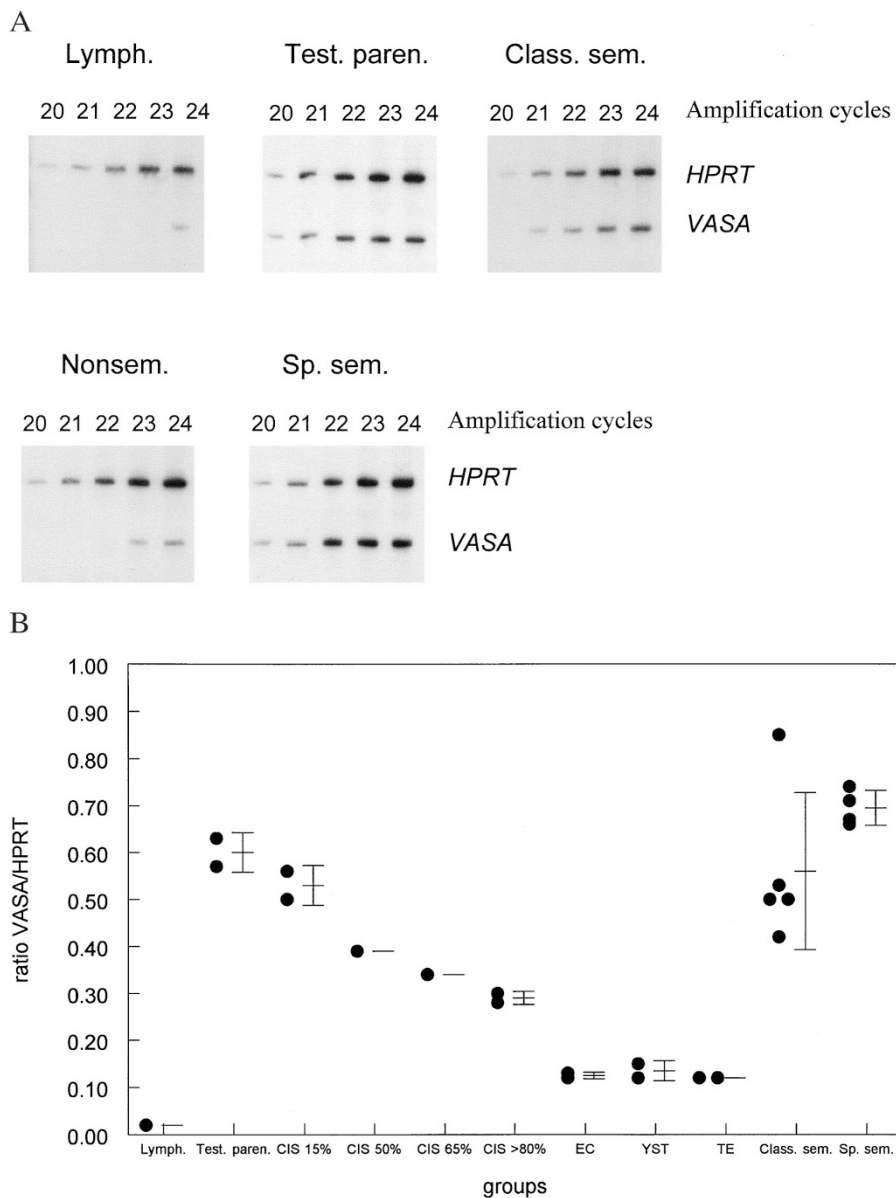 A
Lymph. Test. paren. Class. sem.
20 21 22 23 24 20 21 22 23 24 20 21 22 23 24 Amplification cycles
HPRT
VASA
Nonsem. Sp. sem.
20 21 22 23 24 20 21 22 23 24 Amplification cycles
HPRT
VASA
B
ratio VASA/HPRT
1.00
0.90
0.80
0.70
0.60
0.50
0.40
0.30
0.20
0.10
0.00
Lymph. Test. paren. CIS 15% CIS 50% CIS 65% CIS >80% EC YST TE Class. sem. Sp. sem.
groups